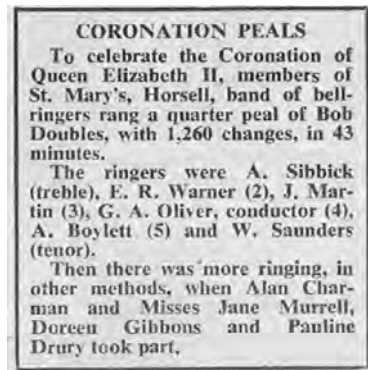 CORONATION PEALS
To celebrate the Coronation of
Queen Elizabeth II, members of
St. Mary's, Horsell, band of bell-
ringers rang a quarter peal of Bob
Doubles, with 1,260 changes, in 43
minutes.
The ringers were A. Sibbick
(treble), E. R. Warner (2), J. Mar-
tin (3), G. A. Oliver, conductor (4),
A. Boylett (5) and W. Saunders
(tenor).
Then there was more ringing, in
other methods, when Alan Char-
man and Misses Jane Murrell,
Doreen Gibbons and Pauline
Drury took part.